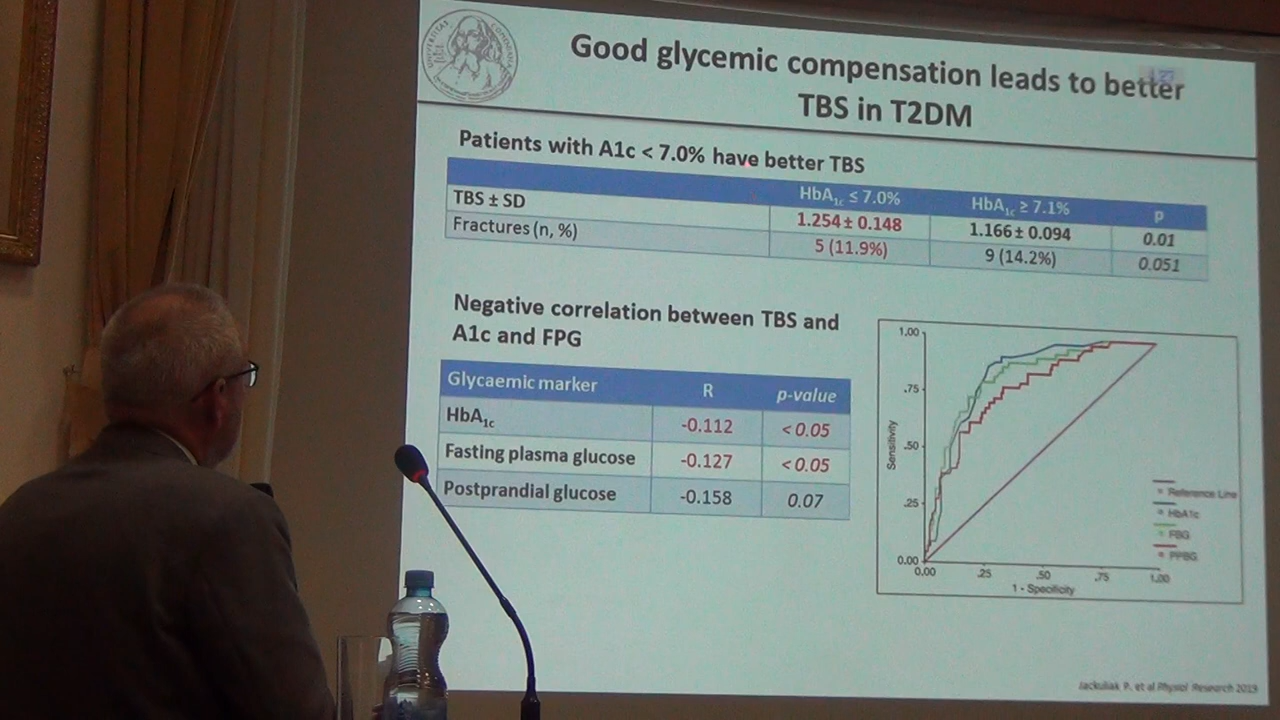 Good glycemic compensation leads to better
TBS in T2DM
Patients with A1c < 7.0% have better TBS
HbA1c ≤ 7.0% HbA1c ≥ 7.1% p
TBS ± SD 1.254 ± 0.148 1.166 ± 0.094 0.01
Fractures (n, %) 5 (11.9%) 9 (14.2%) 0.051
Negative correlation between TBS and
A1c and FPG
Glycaemic marker R p-value
HbA1c -0.112 < 0.05
Fasting plasma glucose -0.127 < 0.05
Postprandial glucose -0.158 0.07
1.00
.75
.50
.25
0.00
Sensitivity
0.00 .25 .50 .75 1.00
1 - Specificity
Reference Line
HbA1c
FBG
PPBG
Jackuliak P. et al Physiol Research 2019